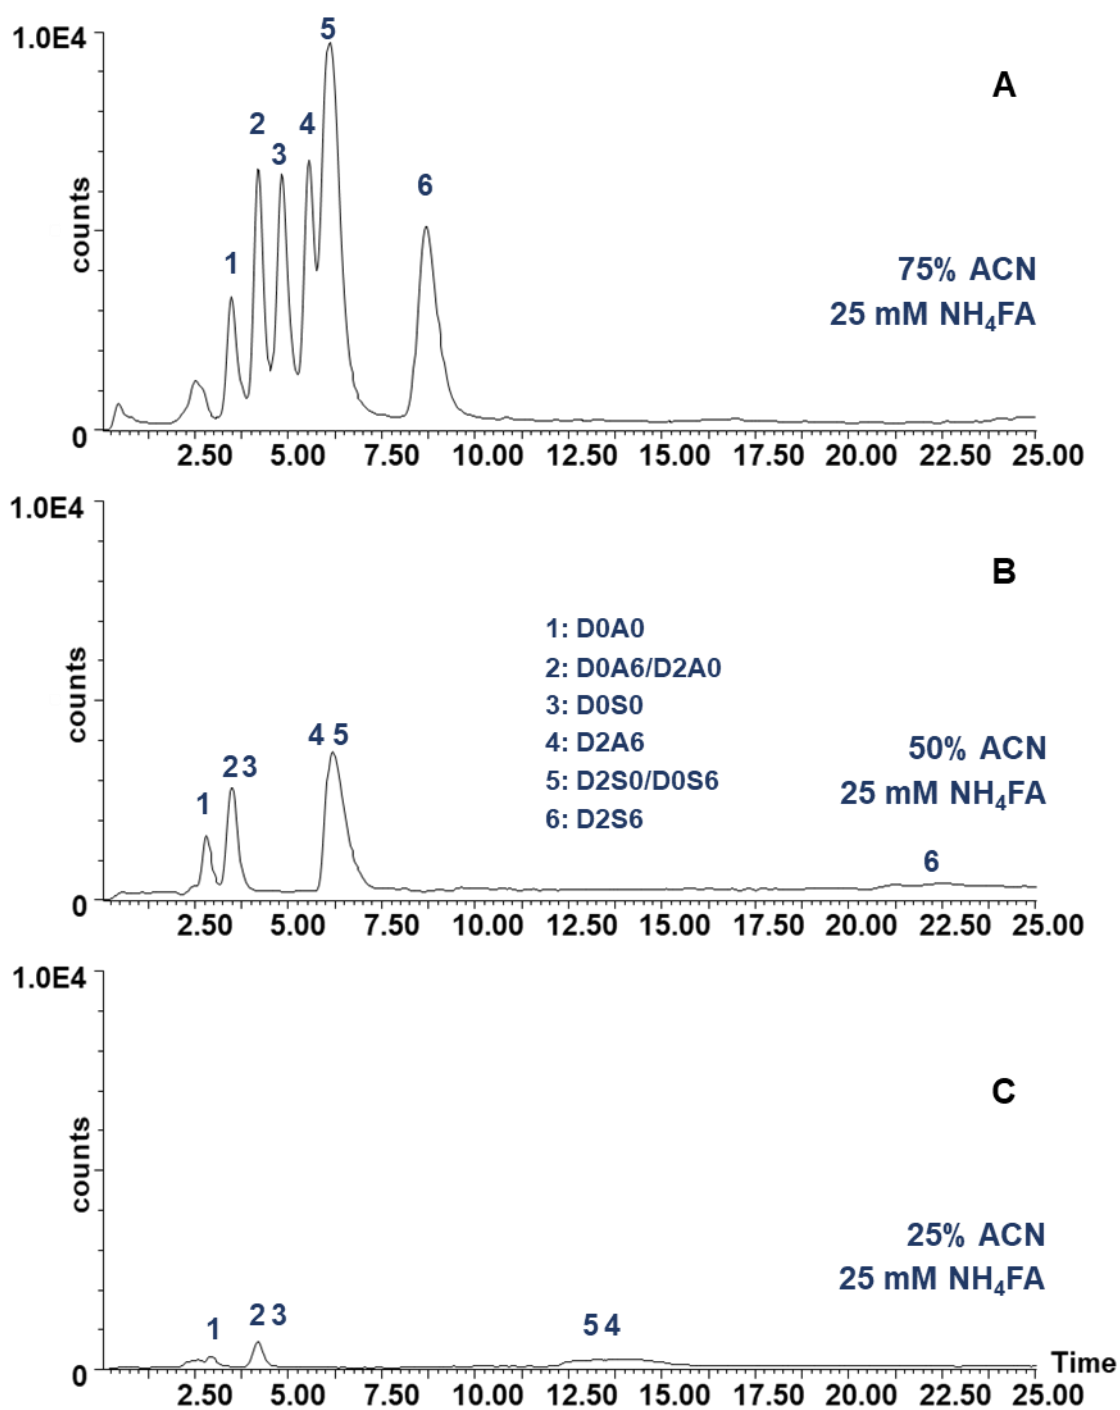 1.0E4
5
A
2
4
3
6
counts
1
75% ACN
25 mM NH₄FA
0
2.50 5.00 7.50 10.00 12.50 15.00 17.50 20.00 22.50 25.00
1.0E4
B
1: D0A0
2: D0A6/D2A0
3: D0S0
4: D2A6
5: D2S0/D0S6
6: D2S6
counts
4 5
50% ACN
25 mM NH₄FA
2 3
1
6
0
2.50 5.00 7.50 10.00 12.50 15.00 17.50 20.00 22.50 25.00
1.0E4
C
counts
25% ACN
25 mM NH₄FA
1
2 3
5 4
0
Time
2.50 5.00 7.50 10.00 12.50 15.00 17.50 20.00 22.50 25.00